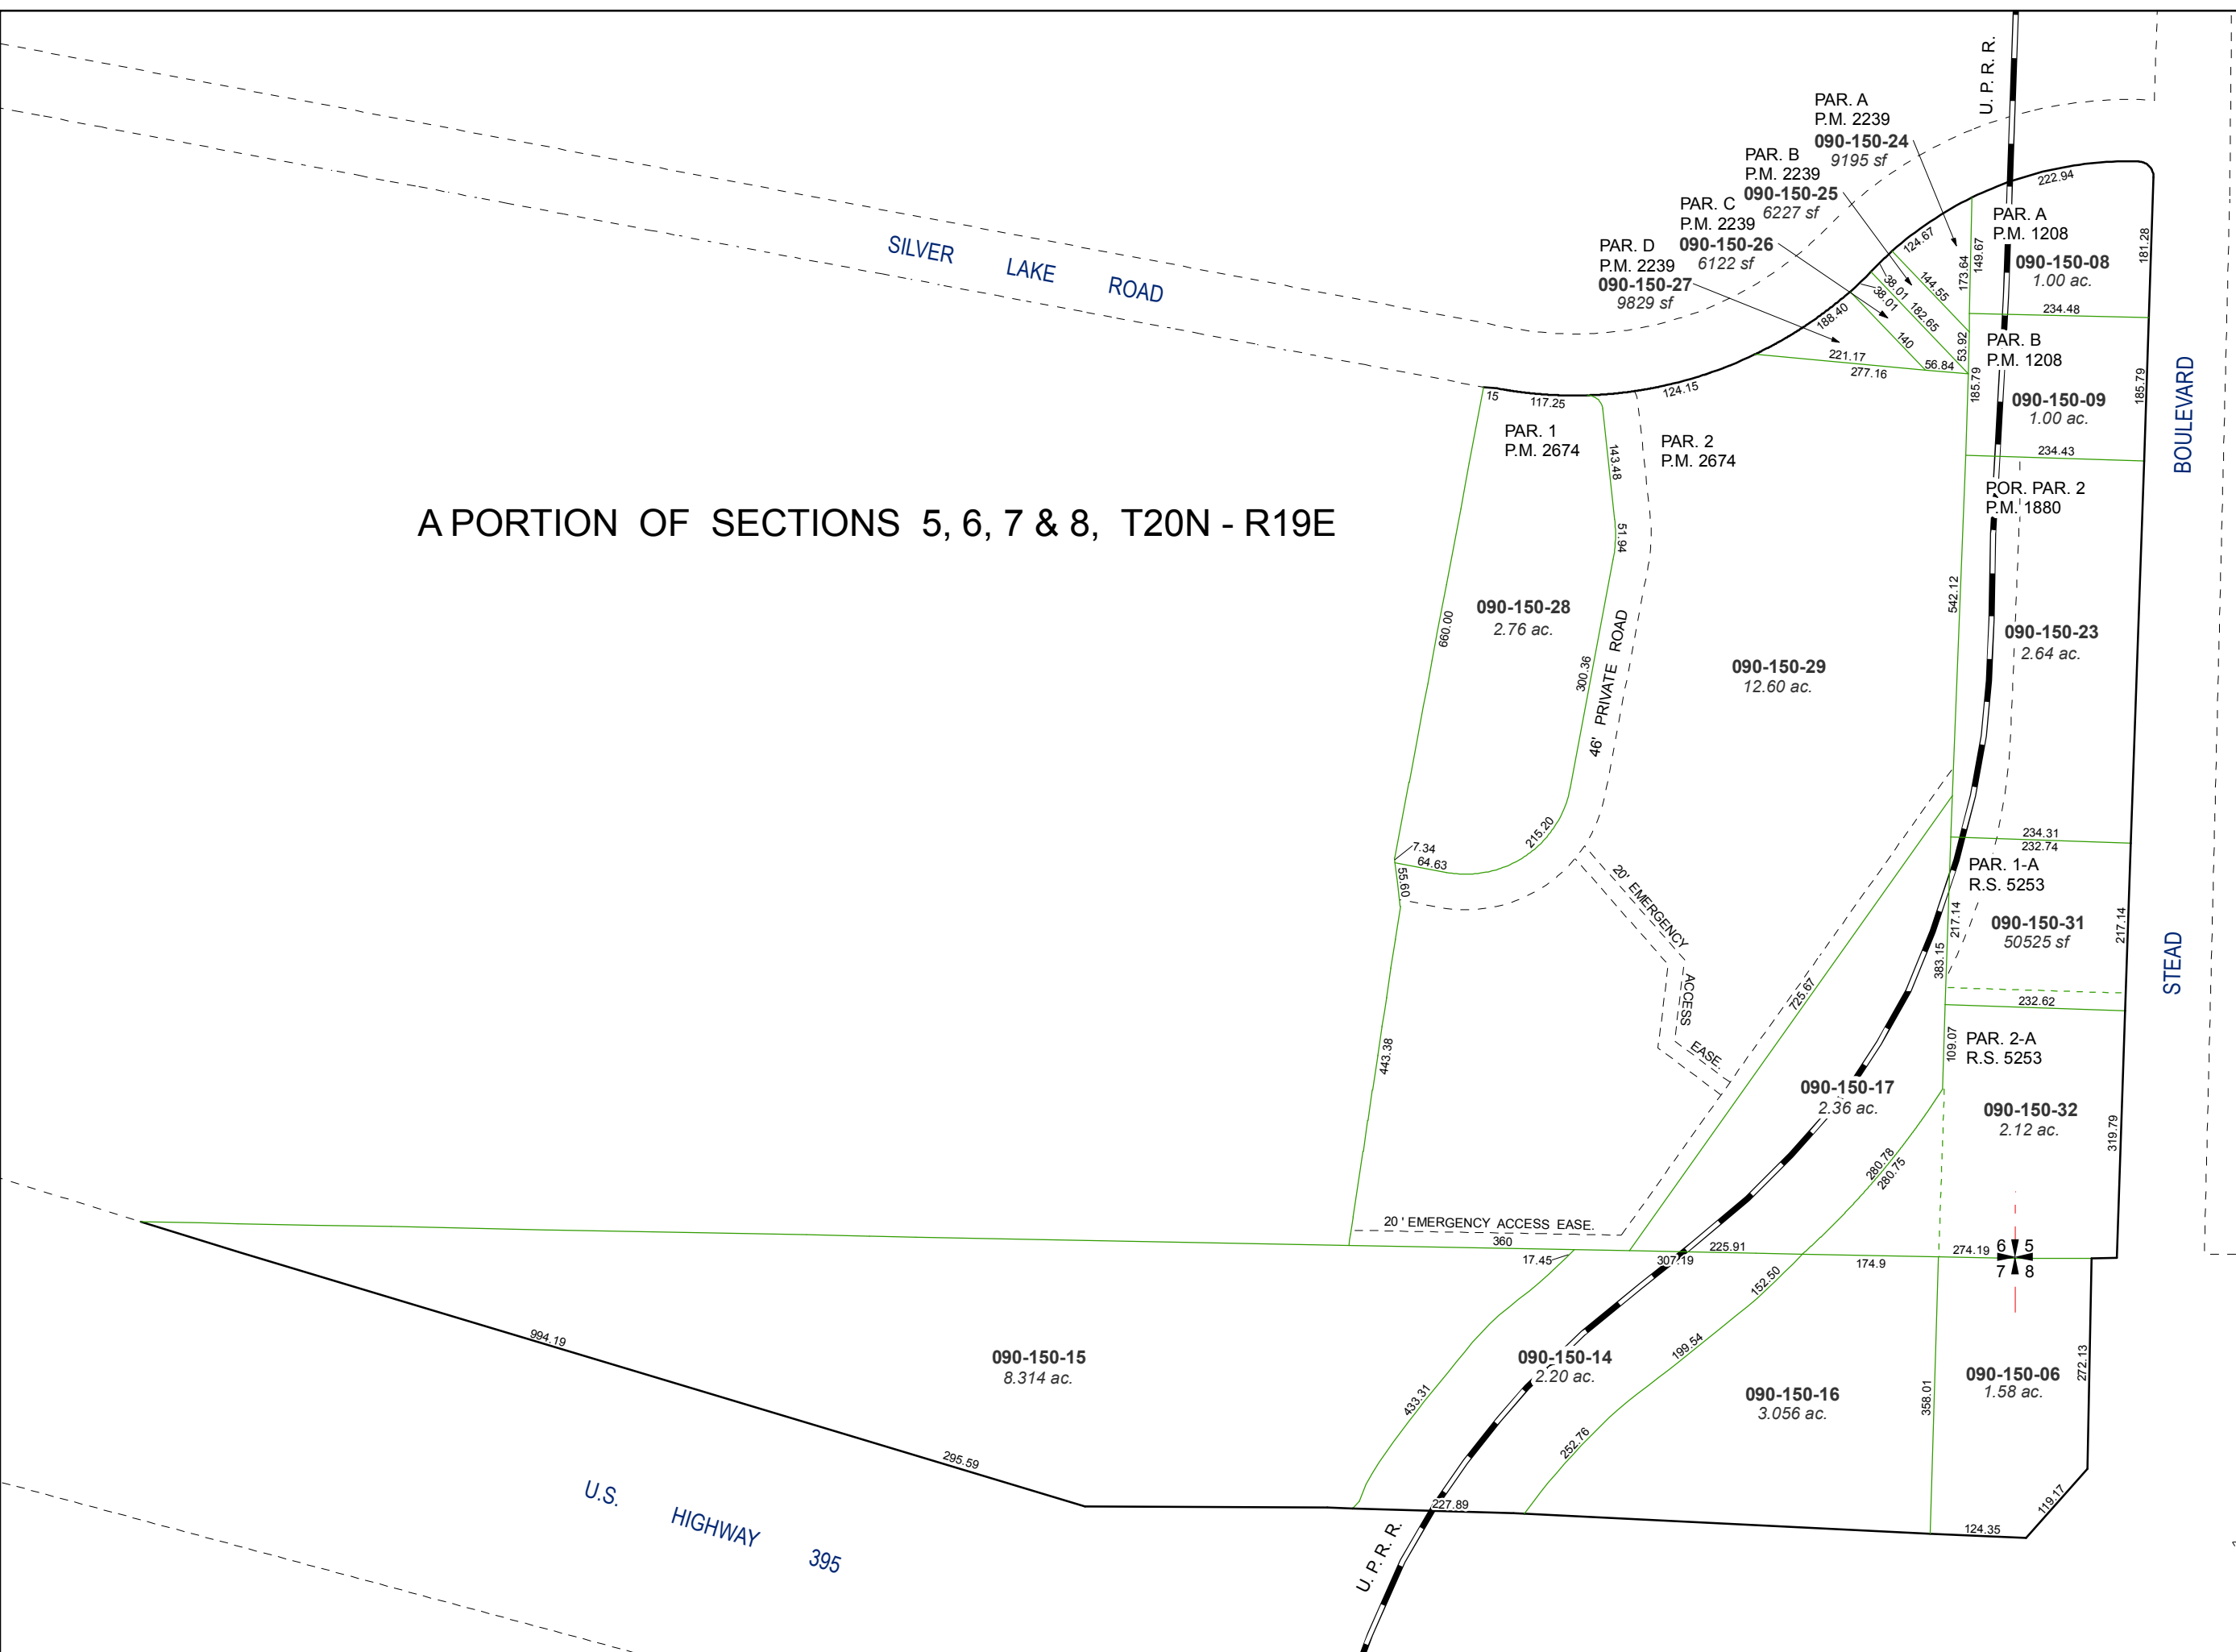 U. P. R. R.
PAR. A
P.M. 2239
090-150-24
9195 sf
PAR. B
P.M. 2239
090-150-25
6227 sf
PAR. C
P.M. 2239
090-150-26
6122 sf
PAR. D
P.M. 2239
090-150-27
9829 sf
222.94
124.67
149.67
173.64
PAR. A
P.M. 1208
090-150-08
1.00 ac.
181.28
SILVER LAKE ROAD
38.01
38.01
144.55
182.65
188.40
140
53.92
56.84
221.17
277.16
234.48
PAR. B
P.M. 1208
185.79
090-150-09
1.00 ac.
185.79
234.43
BOULEVARD
15
117.25
124.15
PAR. 1
P.M. 2674
143.48
PAR. 2
P.M. 2674
POR. PAR. 2
P.M. 1880
A PORTION OF SECTIONS 5, 6, 7 & 8, T20N - R19E
51.94
542.12
090-150-28
2.76 ac.
660.00
300.36
46' PRIVATE ROAD
090-150-29
12.60 ac.
090-150-23
2.64 ac.
215.20
7.34
64.63
55.60
234.31
232.74
PAR. 1-A
R.S. 5253
090-150-31
50525 sf
217.14
217.14
383.15
STEAD
20' EMERGENCY ACCESS EASE.
725.67
232.62
109.07
PAR. 2-A
R.S. 5253
443.38
090-150-17
2.36 ac.
090-150-32
2.12 ac.
319.79
280.78
280.75
20 ' EMERGENCY ACCESS EASE.
360
17.45
307.19
225.91
174.9
274.19
6 5
7 8
152.50
994.19
090-150-15
8.314 ac.
433.31
090-150-14
2.20 ac.
199.54
252.76
090-150-16
3.056 ac.
358.01
090-150-06
1.58 ac.
272.13
295.59
227.89
124.35
119.17
U.S. HIGHWAY 395
U. P. R. R.